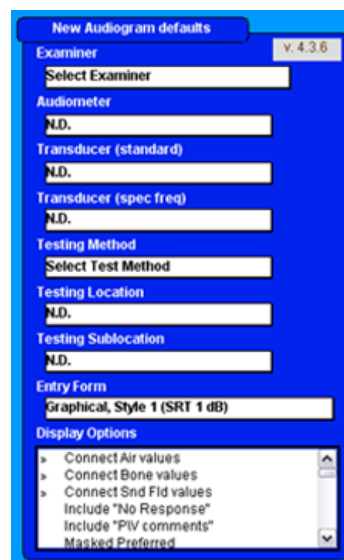 New Audiogram defaults
v. 4.3.6
Examiner
Select Examiner
Audiometer
N.D.
Transducer (standard)
N.D.
Transducer (spec freq)
N.D.
Testing Method
Select Test Method
Testing Location
N.D.
Testing Sublocation
N.D.
Entry Form
Graphical, Style 1 (SRT 1 dB)
Display Options
» Connect Air values
» Connect Bone values
» Connect Snd Fld values
Include "No Response"
Include "PIV comments"
Masked Preferred